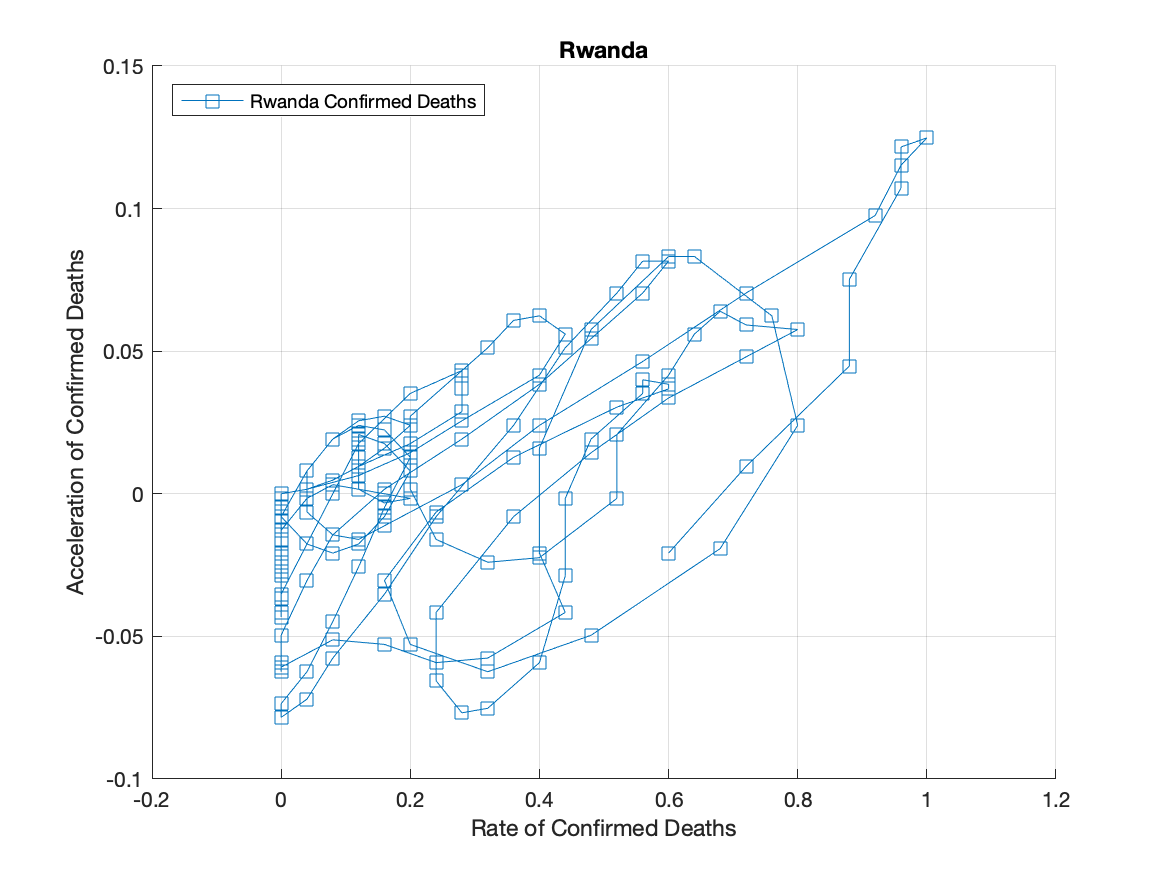 Rwanda
0.15
Rwanda Confirmed Deaths
0.1
0.05
0
-0.05
-0.1
Acceleration of Confirmed Deaths
-0.2 0 0.2 0.4 0.6 0.8 1 1.2
Rate of Confirmed Deaths